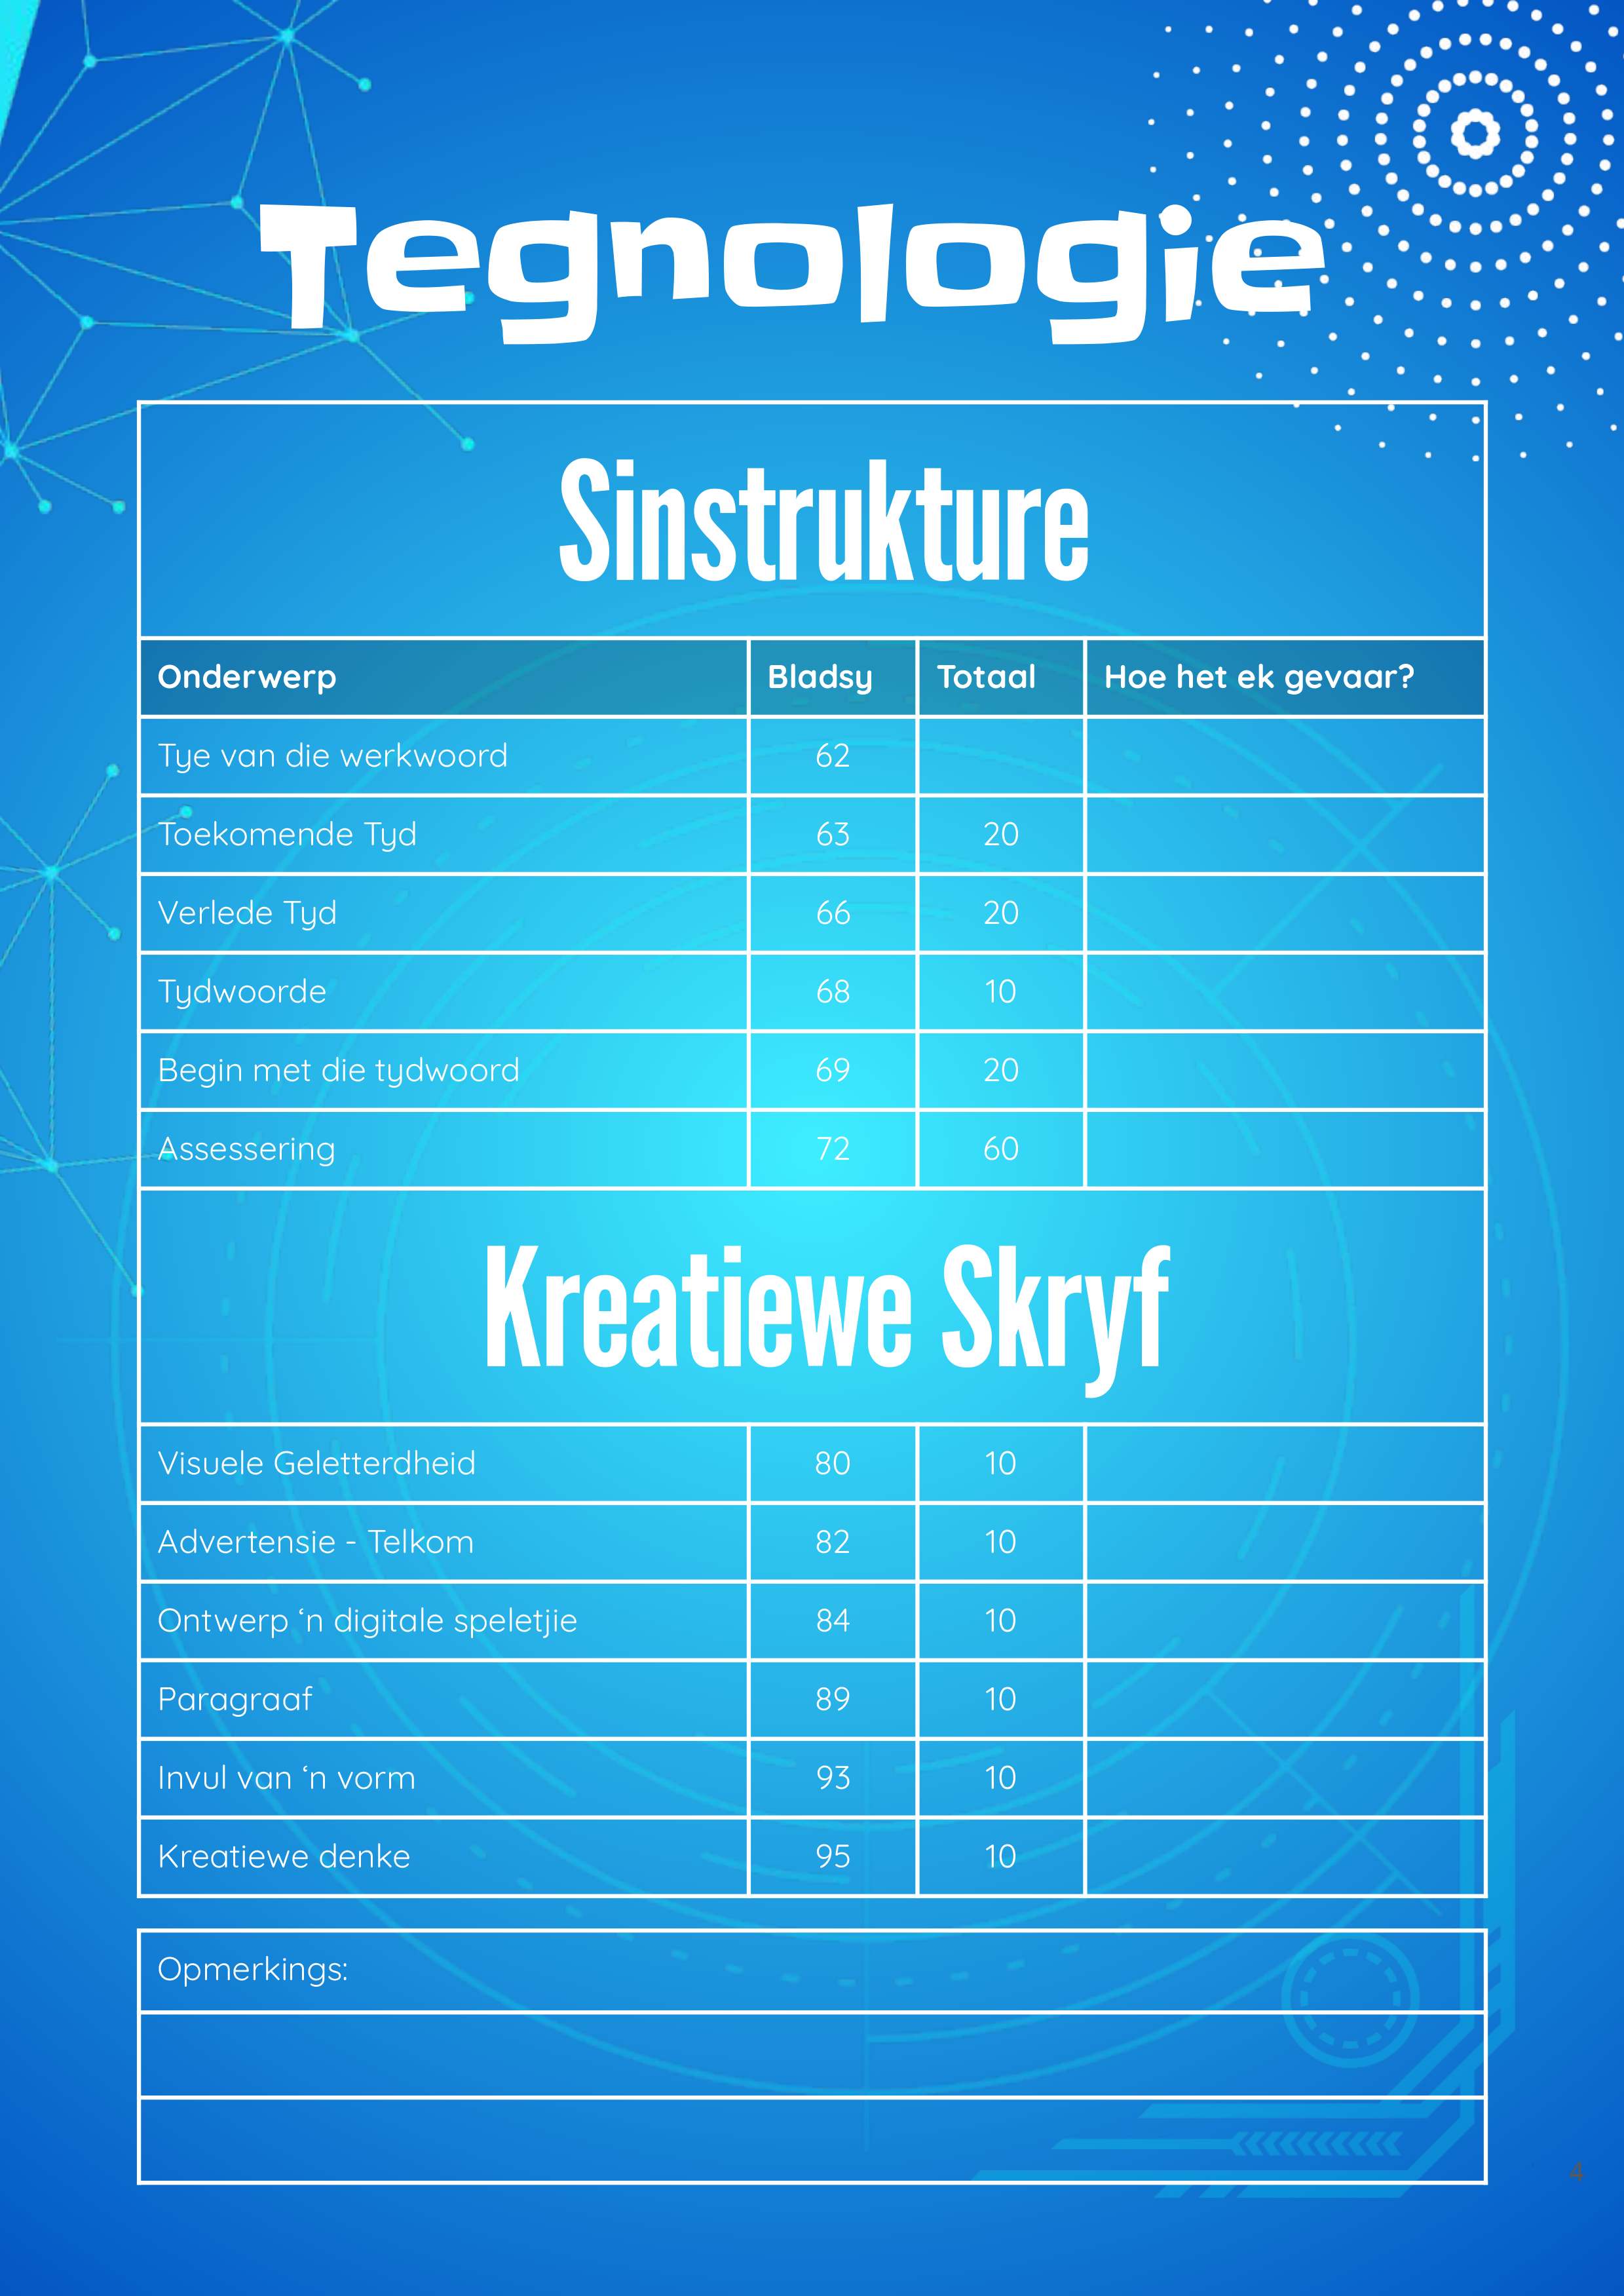 Tegnologie
Sinstrukture
Onderwerp Bladsy Totaal Hoe het ek gevaar?
Tye van die werkwoord 62
Toekomende Tyd 63 20
Verlede Tyd 66 20
Tydwoorde 68 10
Begin met die tydwoord 69 20
Assessering 72 60
Kreatiewe Skryf
Visuele Geletterdheid 80 10
Advertensie - Telkom 82 10
Ontwerp ‘n digitale speletjie 84 10
Paragraaf 89 10
Invul van ‘n vorm 93 10
Kreatiewe denke 95 10
Opmerkings:
4